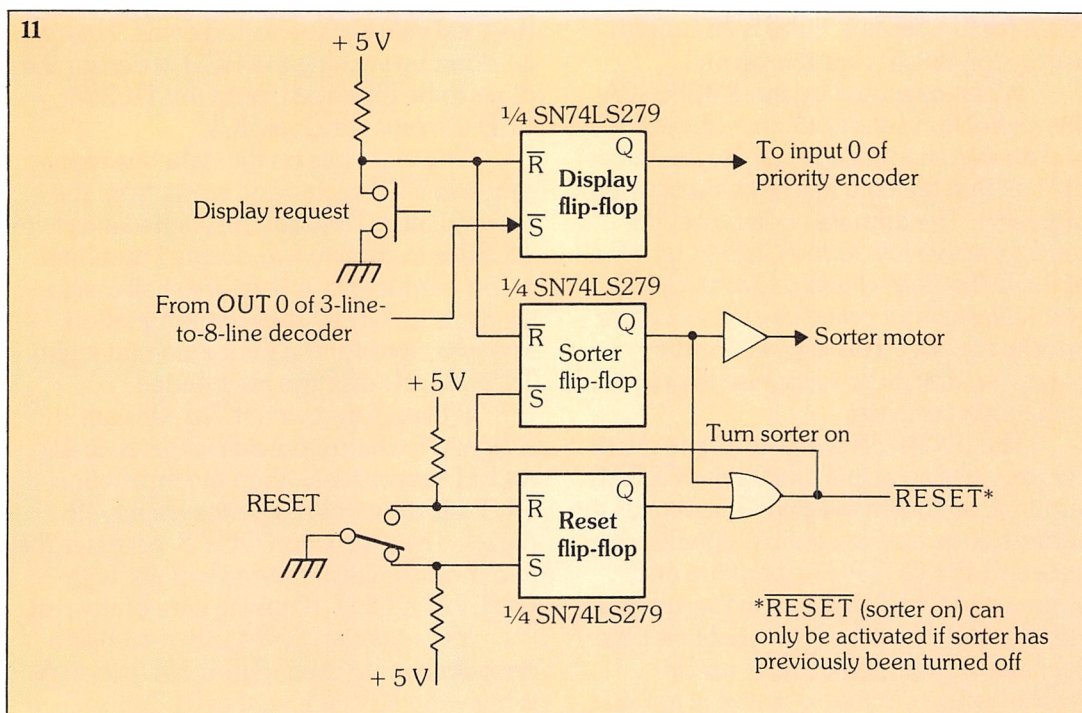 11
+ 5 V
1/4 SN74LS279
R̅
Q
Display
flip-flop
S̅
To input 0 of
priority encoder
Display request
From OUT 0 of 3-line-
to-8-line decoder
1/4 SN74LS279
R̅
Q
Sorter
flip-flop
S̅
Sorter motor
+ 5 V
Turn sorter on
RESET
R̅
Q
Reset
flip-flop
S̅
R̅E̅S̅E̅T̅*
1/4 SN74LS279
+ 5 V
*R̅E̅S̅E̅T̅ (sorter on) can
only be activated if sorter has
previously been turned off